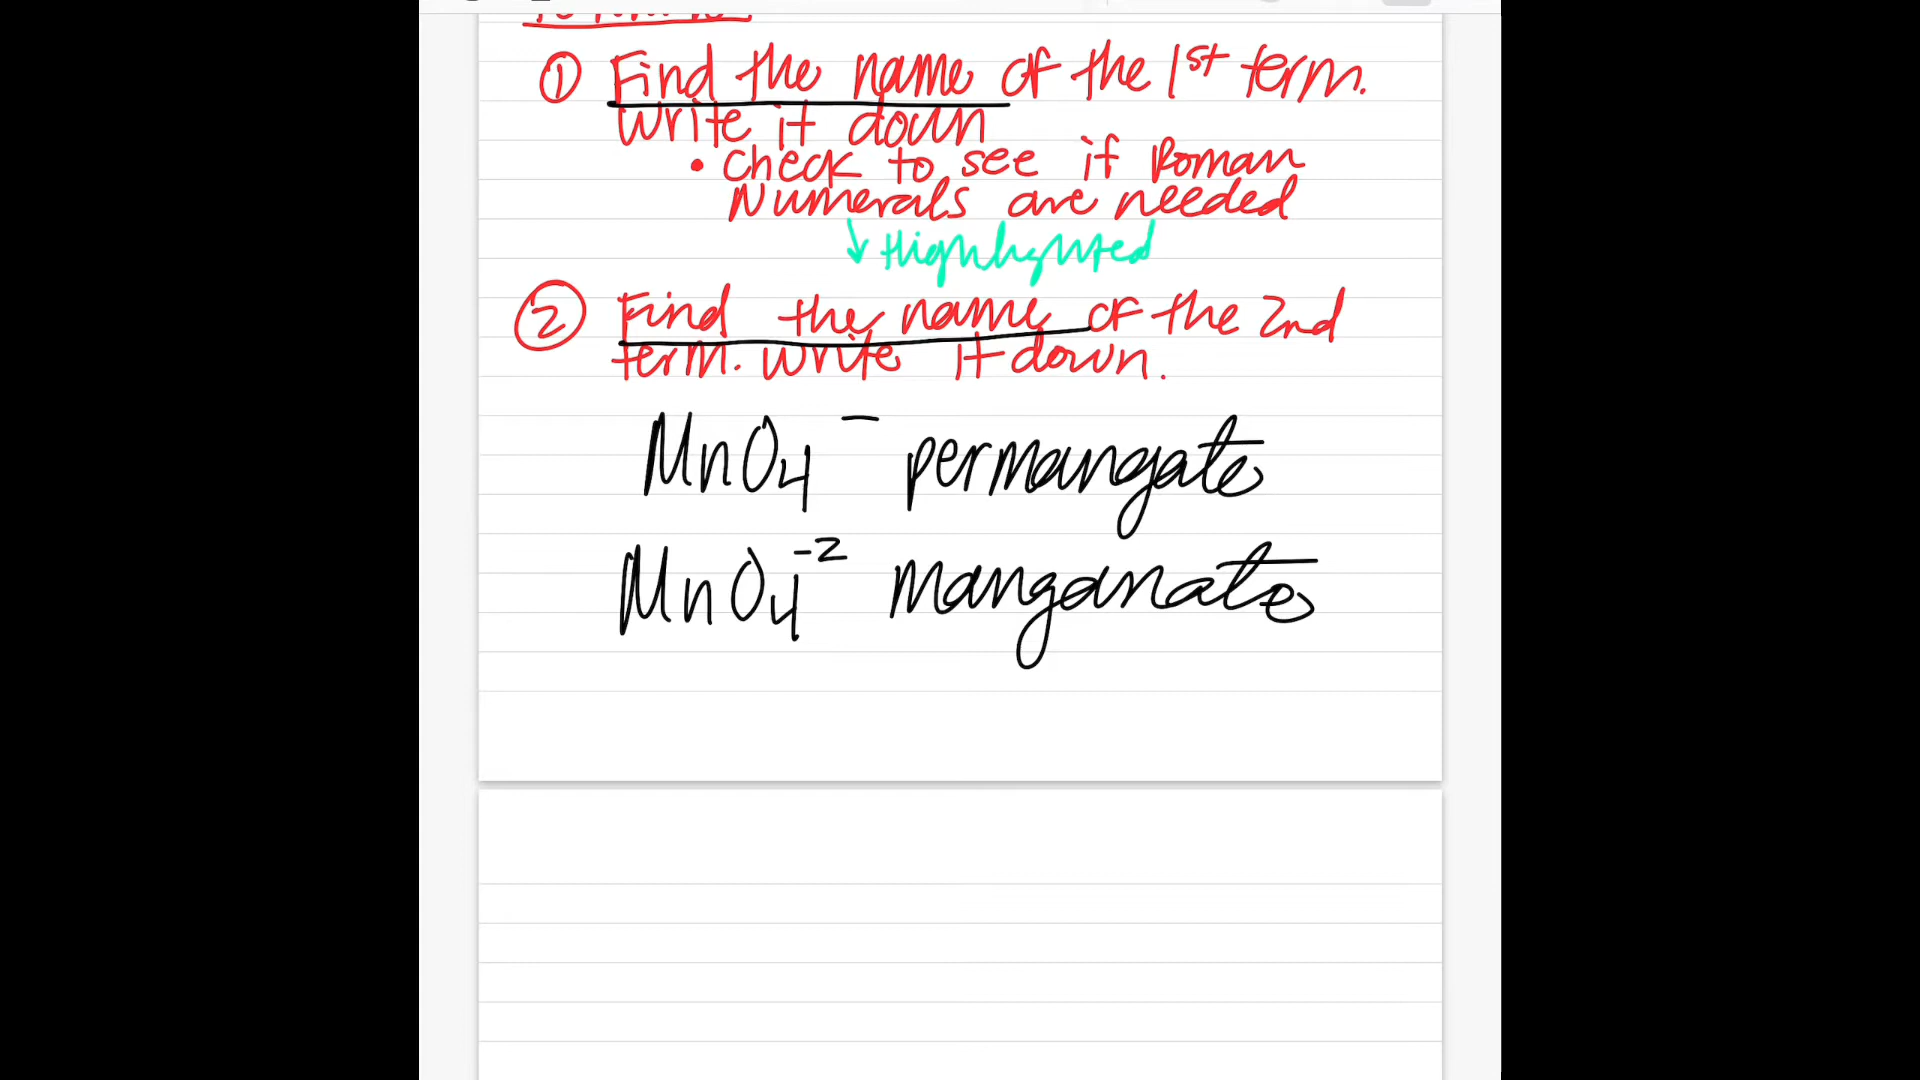 ① Find the name of the 1st term.
Write it down
• Check to see if Roman
Numerals are needed
↓ Highlighted
② Find the name of the 2nd
term. Write it down.
MnO4⁻ permangate
MnO4⁻² manganate